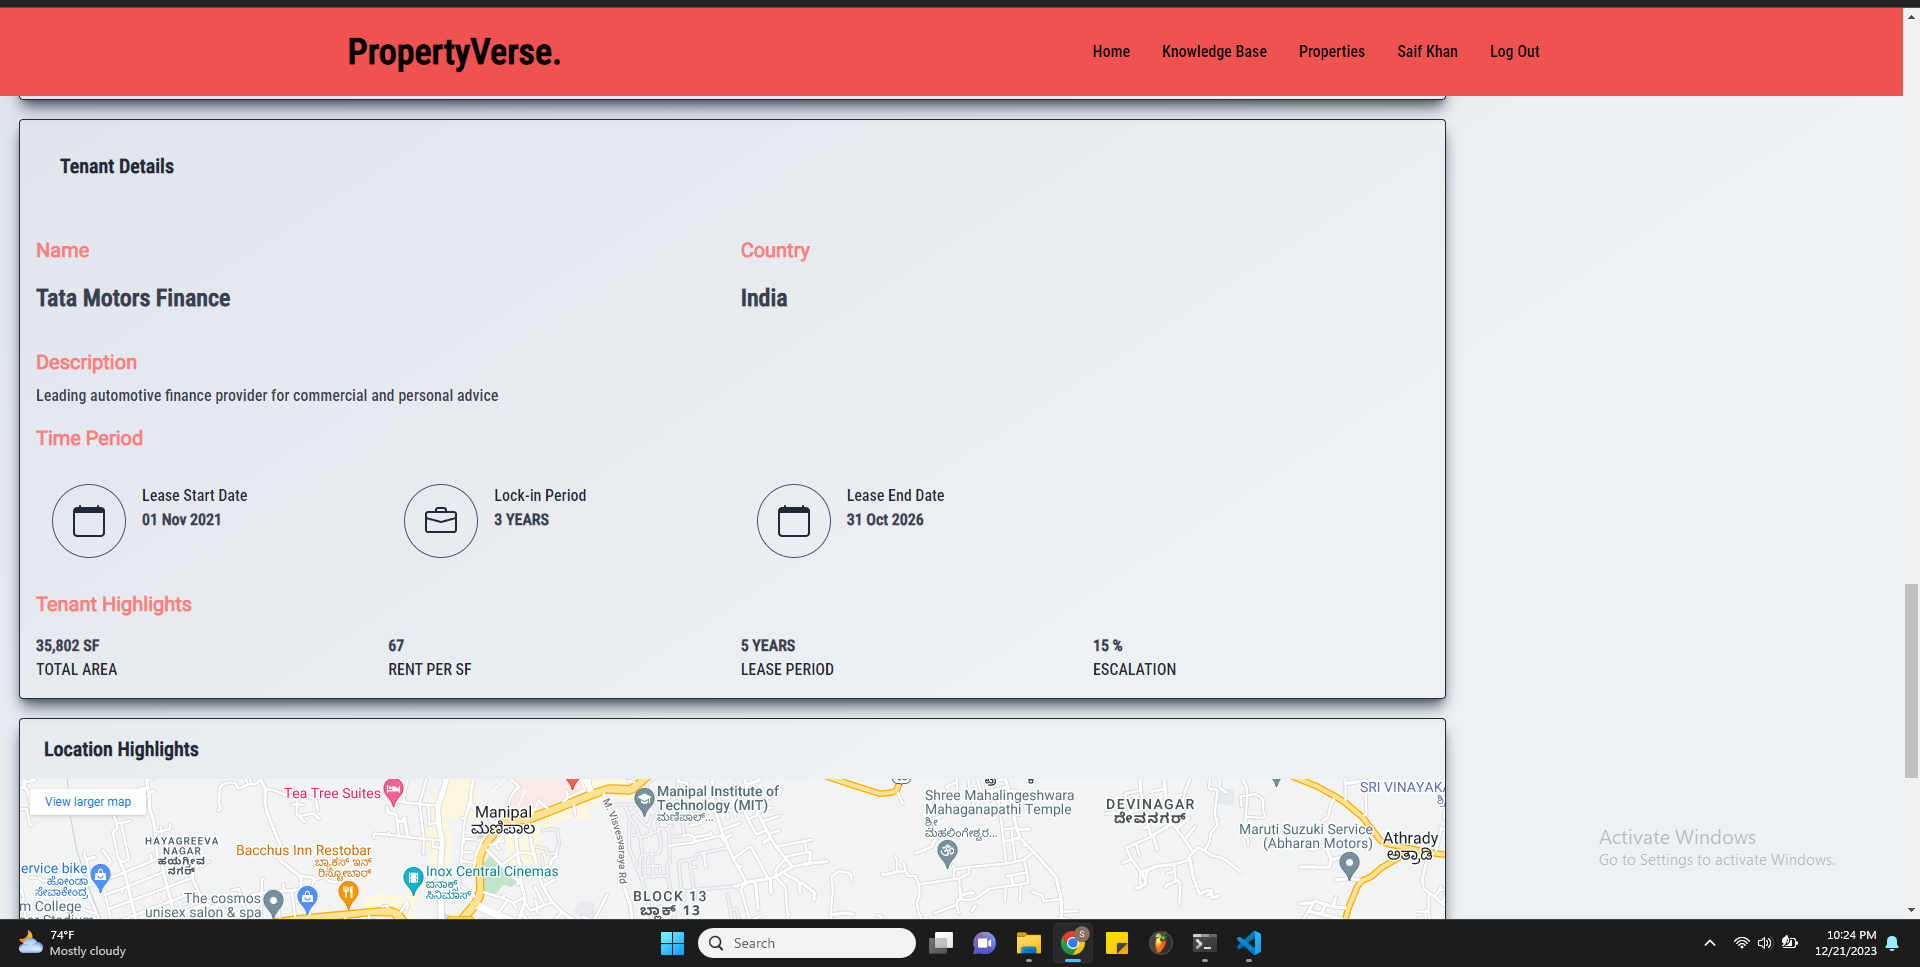 PropertyVerse.
Home Knowledge Base Properties Saif Khan Log Out
Tenant Details
Name Country
Tata Motors Finance India
Description
Leading automotive finance provider for commercial and personal advice
Time Period
Lease Start Date Lock-in Period Lease End Date
01 Nov 2021 3 YEARS 31 Oct 2026
Tenant Highlights
35,802 SF 67 5 YEARS 15 %
TOTAL AREA RENT PER SF LEASE PERIOD ESCALATION
Location Highlights
View larger map
Tea Tree Suites
Manipal
ಮಣಿಪಾಲ
M. Visvesvaraya Rd
Manipal Institute of
Technology (MIT)
ಮಣಿಪಾಲ್...
Shree Mahalingeshwara
Mahaganapathi Temple
ಶ್ರೀ
ಮಹಲಿಂಗೇಶ್ವರ...
DEVINAGAR
ದೇವನಗರ್
SRI VINAYAKA
Maruti Suzuki Service
(Abharan Motors)
Athrady
ಅತ್ರಾಡಿ
HAYAGREEVA
NAGAR
ಹಯಗ್ರೀವ
ನಗರ್
Bacchus Inn Restobar
ಬ್ಯಾಕಸ್ ಇನ್
ರಿಸ್ಟೋಬಾರ್
ervice bike
ಹೋಂಡಾ
ಸೇವಾಕೇಂದ್ರ
m College
The cosmos
unisex salon & spa
Inox Central Cinemas
ಐನಾಕ್ಸ್
ಸಿನಿಮಾಸ್
BLOCK 13
ಬ್ಲಾಕ್ 13
Activate Windows
Go to Settings to activate Windows.
74°F
Mostly cloudy
Search
S
10:24 PM
12/21/2023